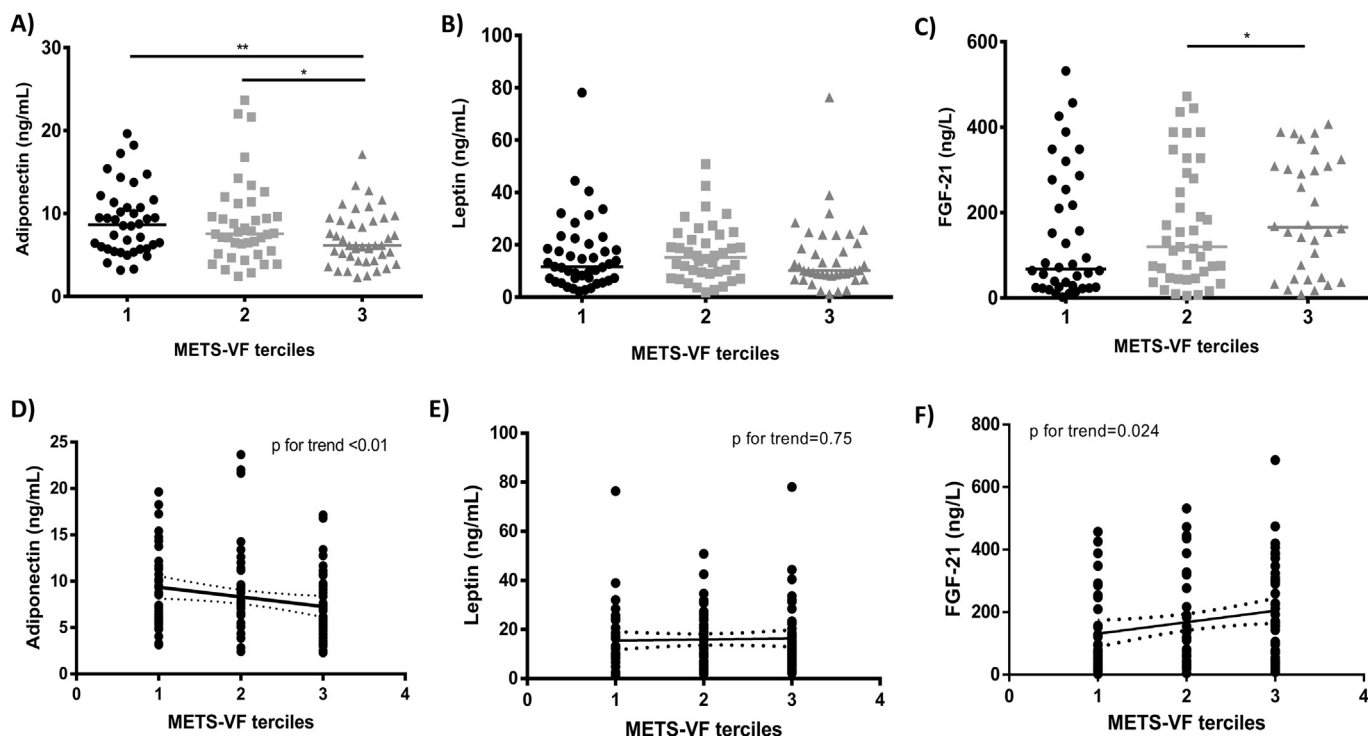 A)
**
*
Adiponectin (ng/mL)
30
20
10
0
1 2 3
METS-VF terciles
B)
Leptin (ng/mL)
100
80
60
40
20
0
1 2 3
METS-VF terciles
C)
*
FGF-21 (ng/L)
600
400
200
0
1 2 3
METS-VF terciles
D)
p for trend <0.01
Adiponectin (ng/mL)
25
20
15
10
5
0
0 1 2 3 4
METS-VF terciles
E)
p for trend=0.75
Leptin (ng/mL)
100
80
60
40
20
0
0 1 2 3 4
METS-VF terciles
F)
p for trend=0.024
FGF-21 (ng/L)
800
600
400
200
0
0 1 2 3 4
METS-VF terciles